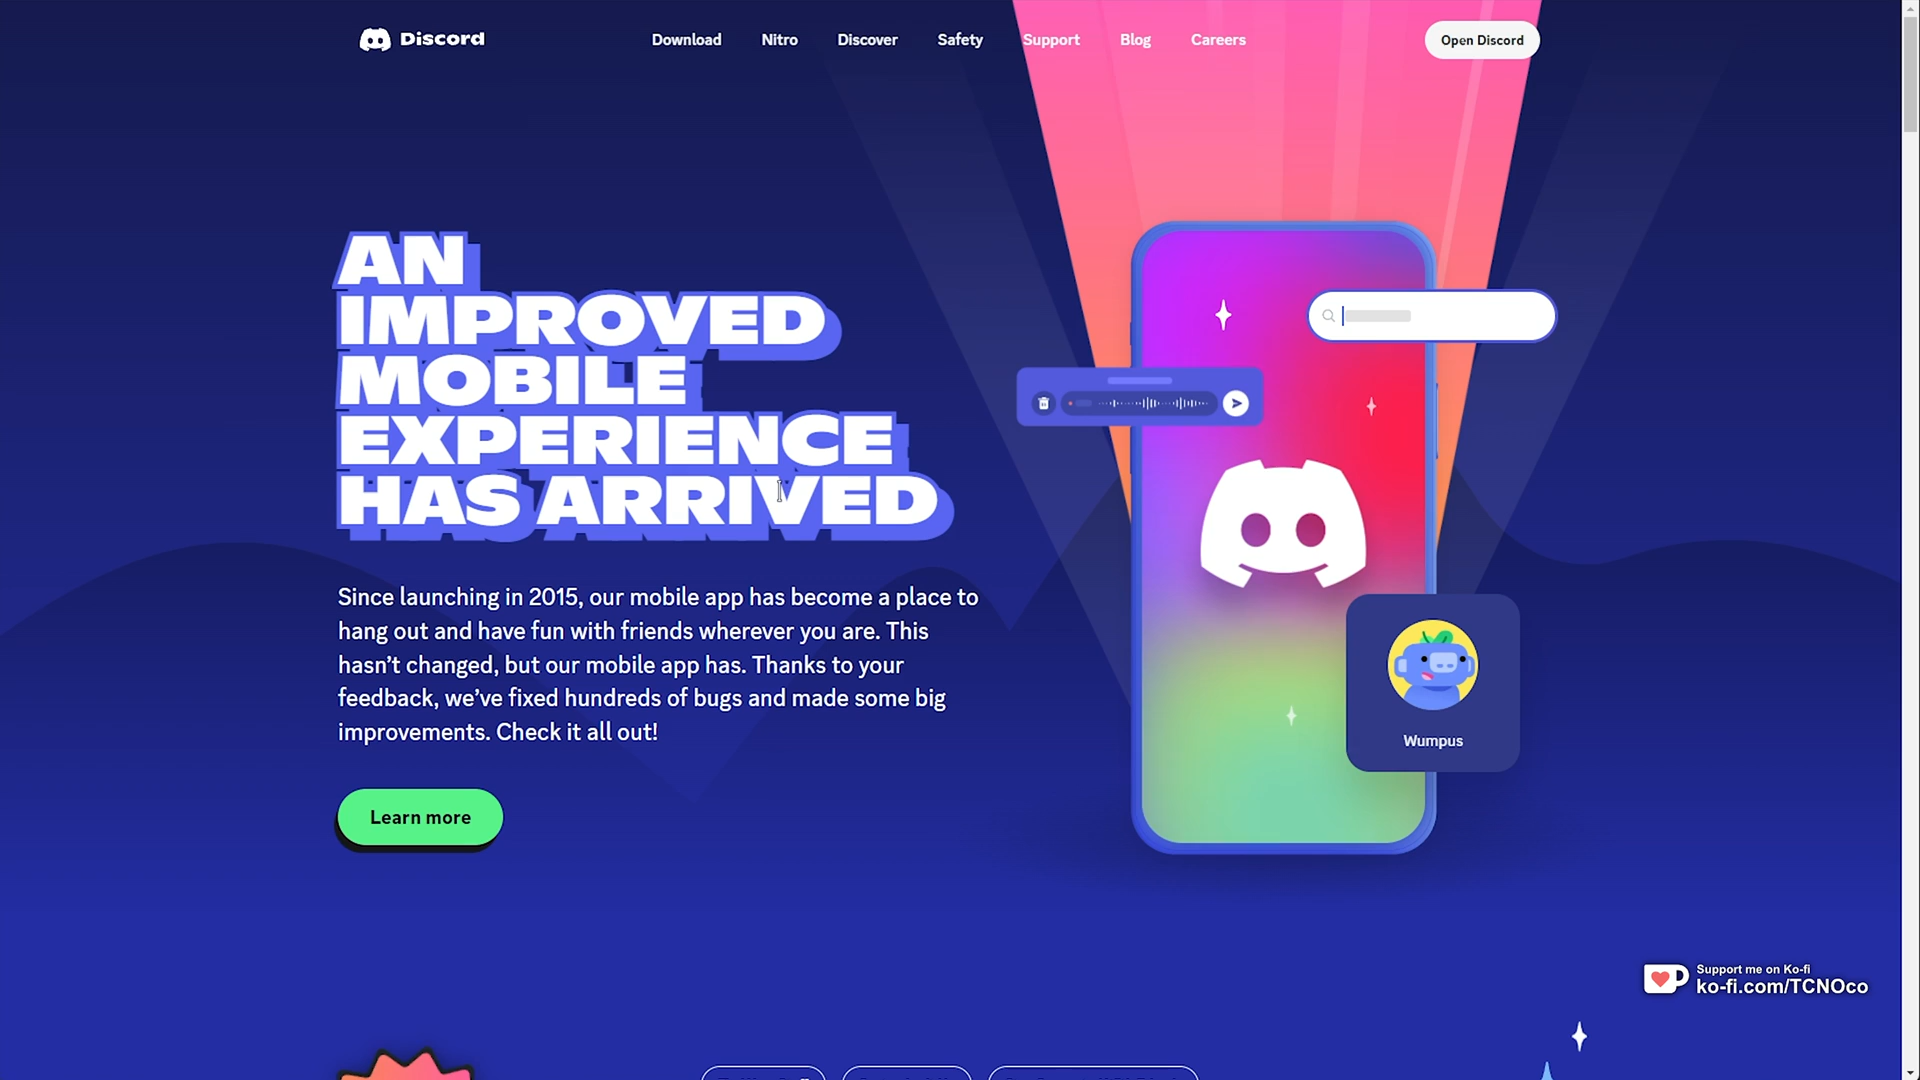 Discord
Download
Nitro
Discover
Safety
Support
Blog
Careers
Open Discord
AN
IMPROVED
MOBILE
EXPERIENCE
HAS ARRIVED
Since launching in 2015, our mobile app has become a place to
hang out and have fun with friends wherever you are. This
hasn’t changed, but our mobile app has. Thanks to your
feedback, we’ve fixed hundreds of bugs and made some big
improvements. Check it all out!
Learn more
Wumpus
Support me on Ko-fi
ko-fi.com/TCNOco